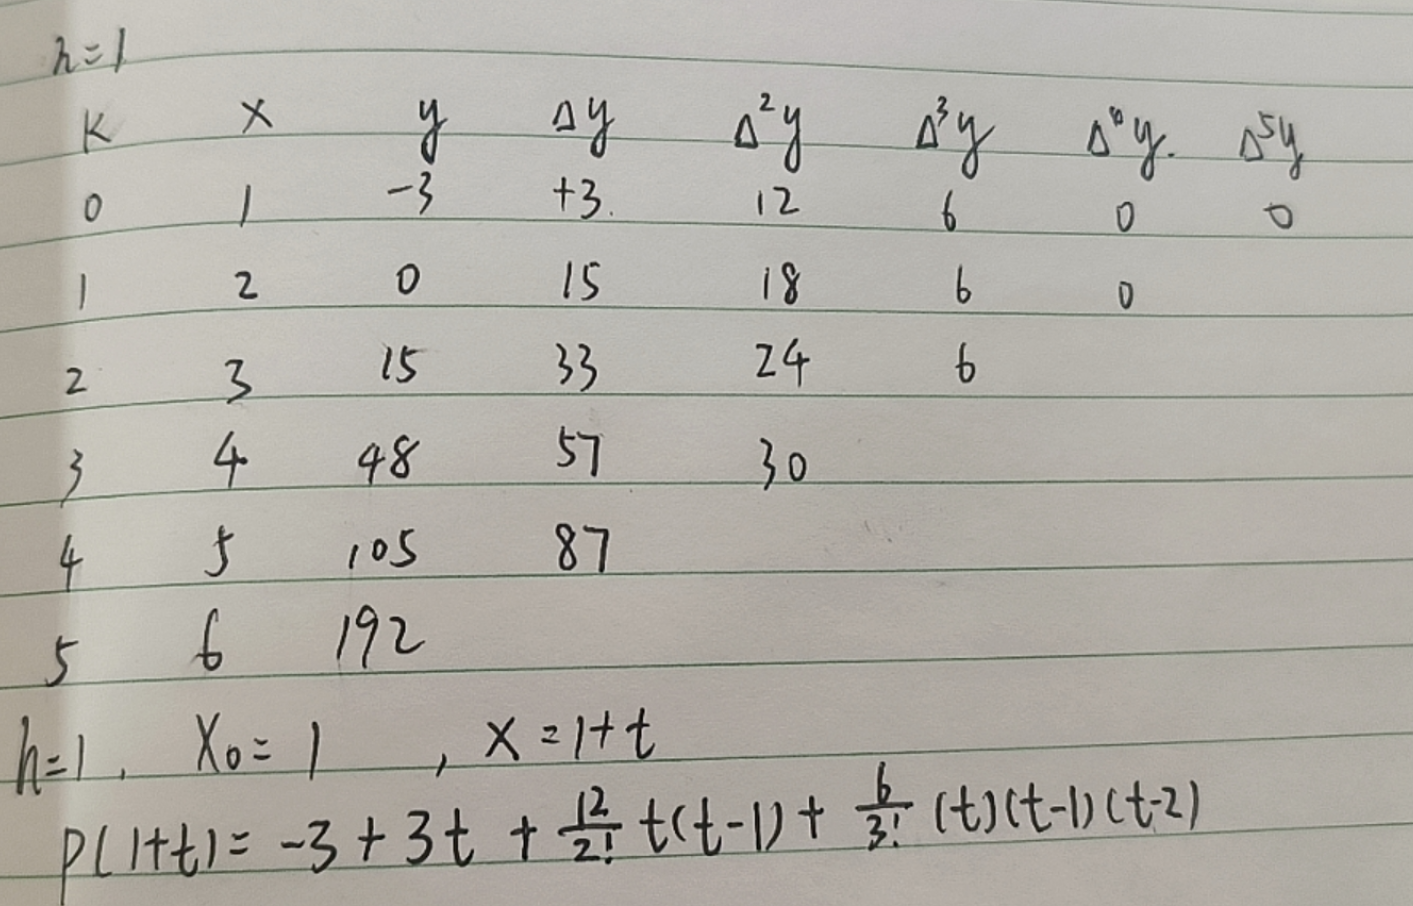 h=1
K x y Δy Δ²y Δ³y Δ⁴y. Δ⁵y
0 1 -3 +3. 12 6 0 0
1 2 0 15 18 6 0
2 3 15 33 24 6
3 4 48 57 30
4 5 105 87
5 6 192
h=1, X₀=1, X=1+t
P(1+t)= -3+3t+12/2! t(t-1)+6/3! (t)(t-1)(t-2)